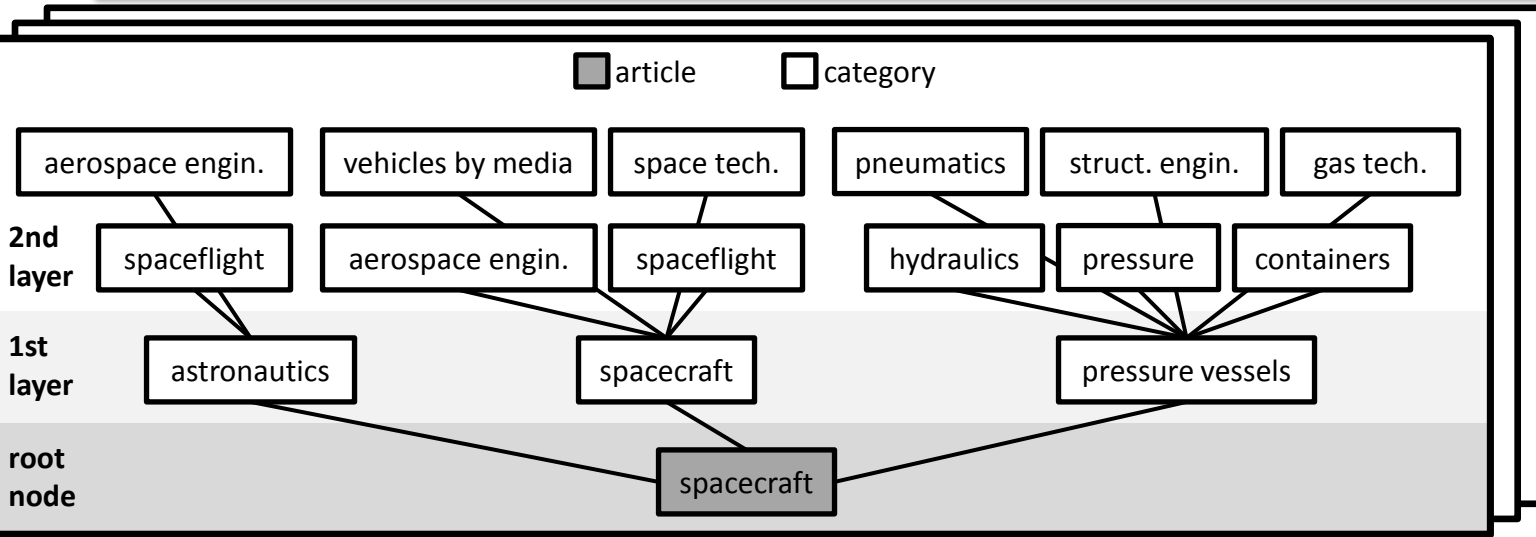 article
category
aerospace engin.
vehicles by media
space tech.
pneumatics
struct. engin.
gas tech.
2nd
layer
spaceflight
aerospace engin.
spaceflight
hydraulics
pressure
containers
1st
layer
astronautics
spacecraft
pressure vessels
root
node
spacecraft